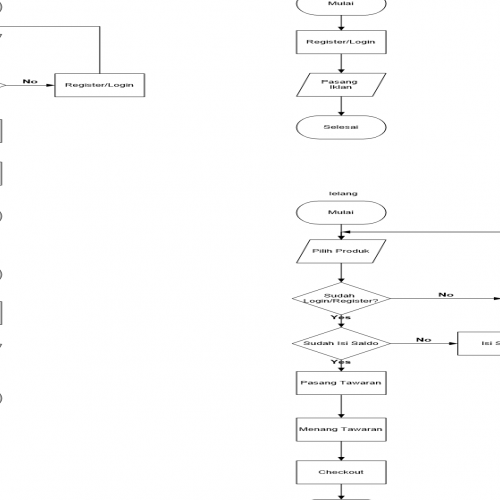 No
Register/Login
Mulai
Register/Login
Pasang
Iklan
Selesai
lelang
Mulai
Pilih Produk
Sudah
Login/Register?
No
Yes
Sudah Isi Saldo
No
Isi S
Yes
Pasang Tawaran
Menang Tawaran
Checkout